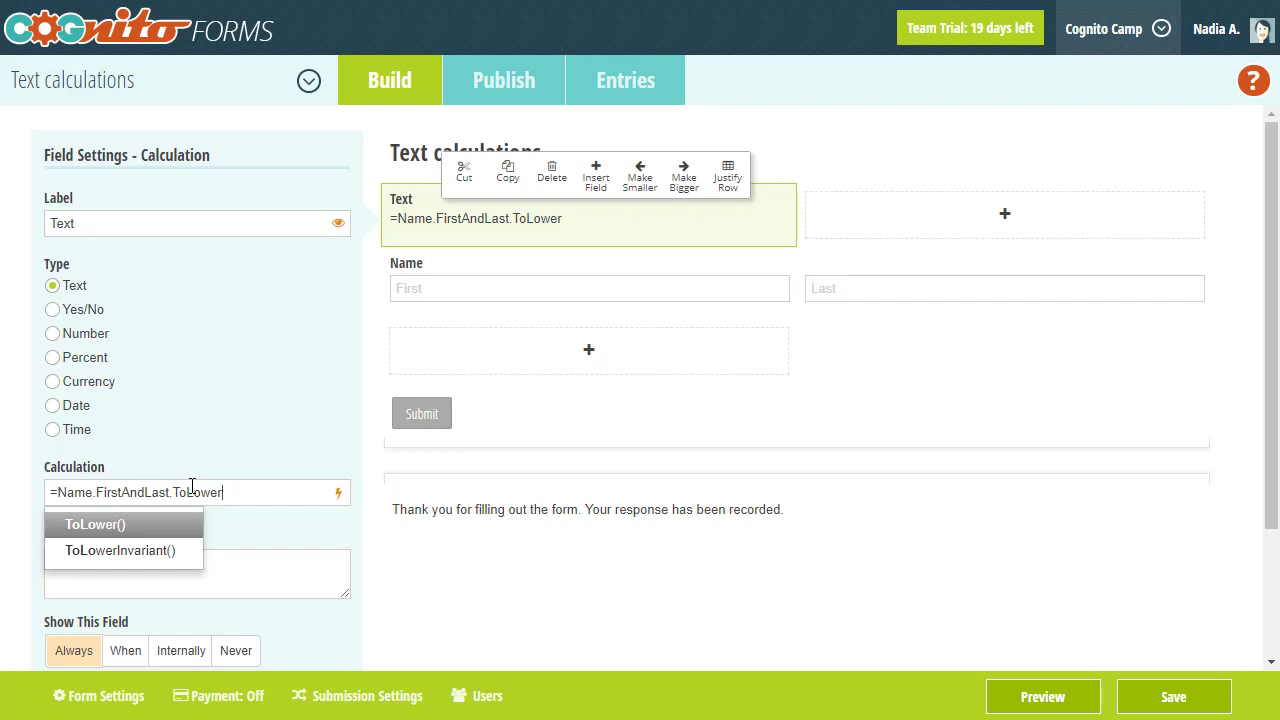 COGnito FORMS
Team Trial: 19 days left
Cognito Camp
Nadia A.
Text calculations
Build
Publish
Entries
?
Field Settings - Calculation
Label
Text
Type
Text
Yes/No
Number
Percent
Currency
Date
Time
Calculation
=Name.FirstAndLast.ToLower
ToLower()
ToLowerInvariant()
Show This Field
Always
When
Internally
Never
Text calculations
Cut
Copy
Delete
Insert Field
Make Smaller
Make Bigger
Justify Row
Text
=Name.FirstAndLast.ToLower
Name
First
Last
Submit
Thank you for filling out the form. Your response has been recorded.
Form Settings
Payment: Off
Submission Settings
Users
Preview
Save